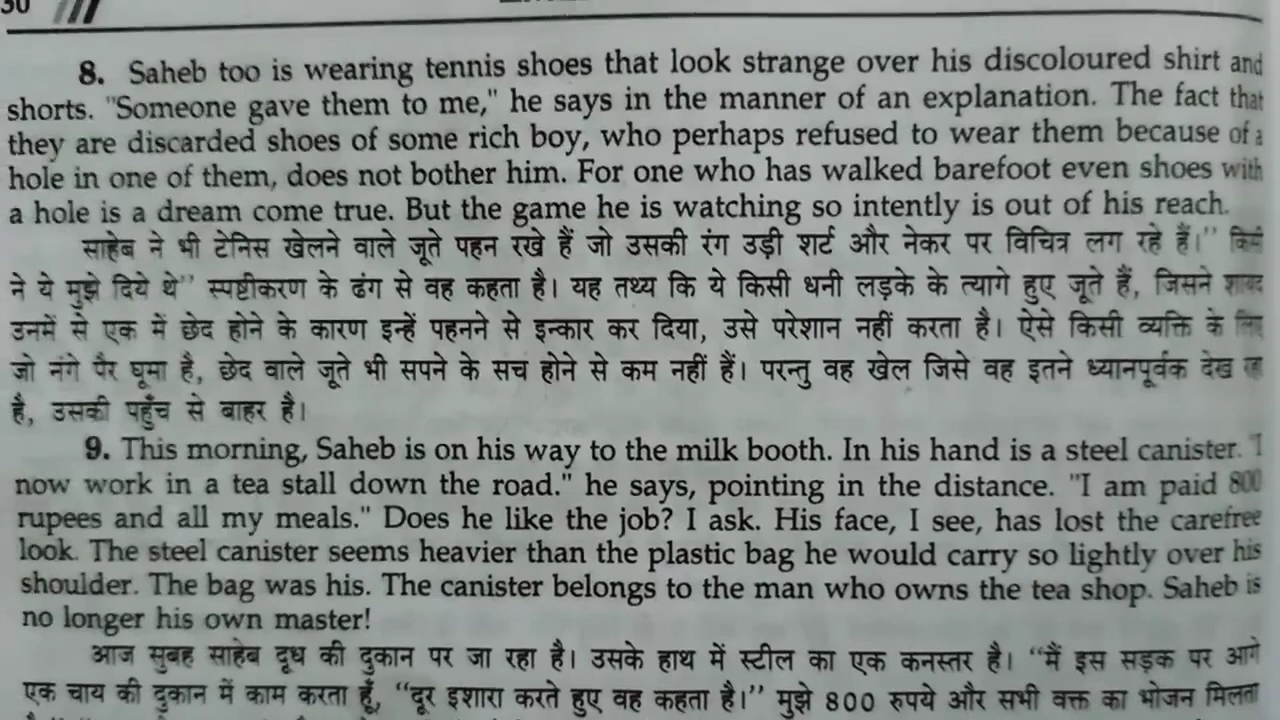 30
8. Saheb too is wearing tennis shoes that look strange over his discoloured shirt and
shorts. "Someone gave them to me," he says in the manner of an explanation. The fact that
they are discarded shoes of some rich boy, who perhaps refused to wear them because of a
hole in one of them, does not bother him. For one who has walked barefoot even shoes with
a hole is a dream come true. But the game he is watching so intently is out of his reach.
साहेब ने भी टेनिस खेलने वाले जूते पहन रखे हैं जो उसकी रंग उड़ी शर्ट और नेकर पर विचित्र लग रहे हैं।" किसी
ने ये मुझे दिये थे" स्पष्टीकरण के ढंग से वह कहता है। यह तथ्य कि ये किसी धनी लड़के के त्यागे हुए जूते हैं, जिसने शायद
उनमें से एक में छेद होने के कारण इन्हें पहनने से इन्कार कर दिया, उसे परेशान नहीं करता है। ऐसे किसी व्यक्ति के लिए
जो नंगे पैर घूमा है, छेद वाले जूते भी सपने के सच होने से कम नहीं हैं। परन्तु वह खेल जिसे वह इतने ध्यानपूर्वक देख रहा
है, उसकी पहुँच से बाहर है।
9. This morning, Saheb is on his way to the milk booth. In his hand is a steel canister. "I
now work in a tea stall down the road." he says, pointing in the distance. "I am paid 800
rupees and all my meals." Does he like the job? I ask. His face, I see, has lost the carefree
look. The steel canister seems heavier than the plastic bag he would carry so lightly over his
shoulder. The bag was his. The canister belongs to the man who owns the tea shop. Saheb is
no longer his own master!
आज सुबह साहेब दूध की दुकान पर जा रहा है। उसके हाथ में स्टील का एक कनस्तर है। "मैं इस सड़क पर आगे
एक चाय की दुकान में काम करता हूँ, "दूर इशारा करते हुए वह कहता है।" मुझे 800 रुपये और सभी वक्त का भोजन मिलता